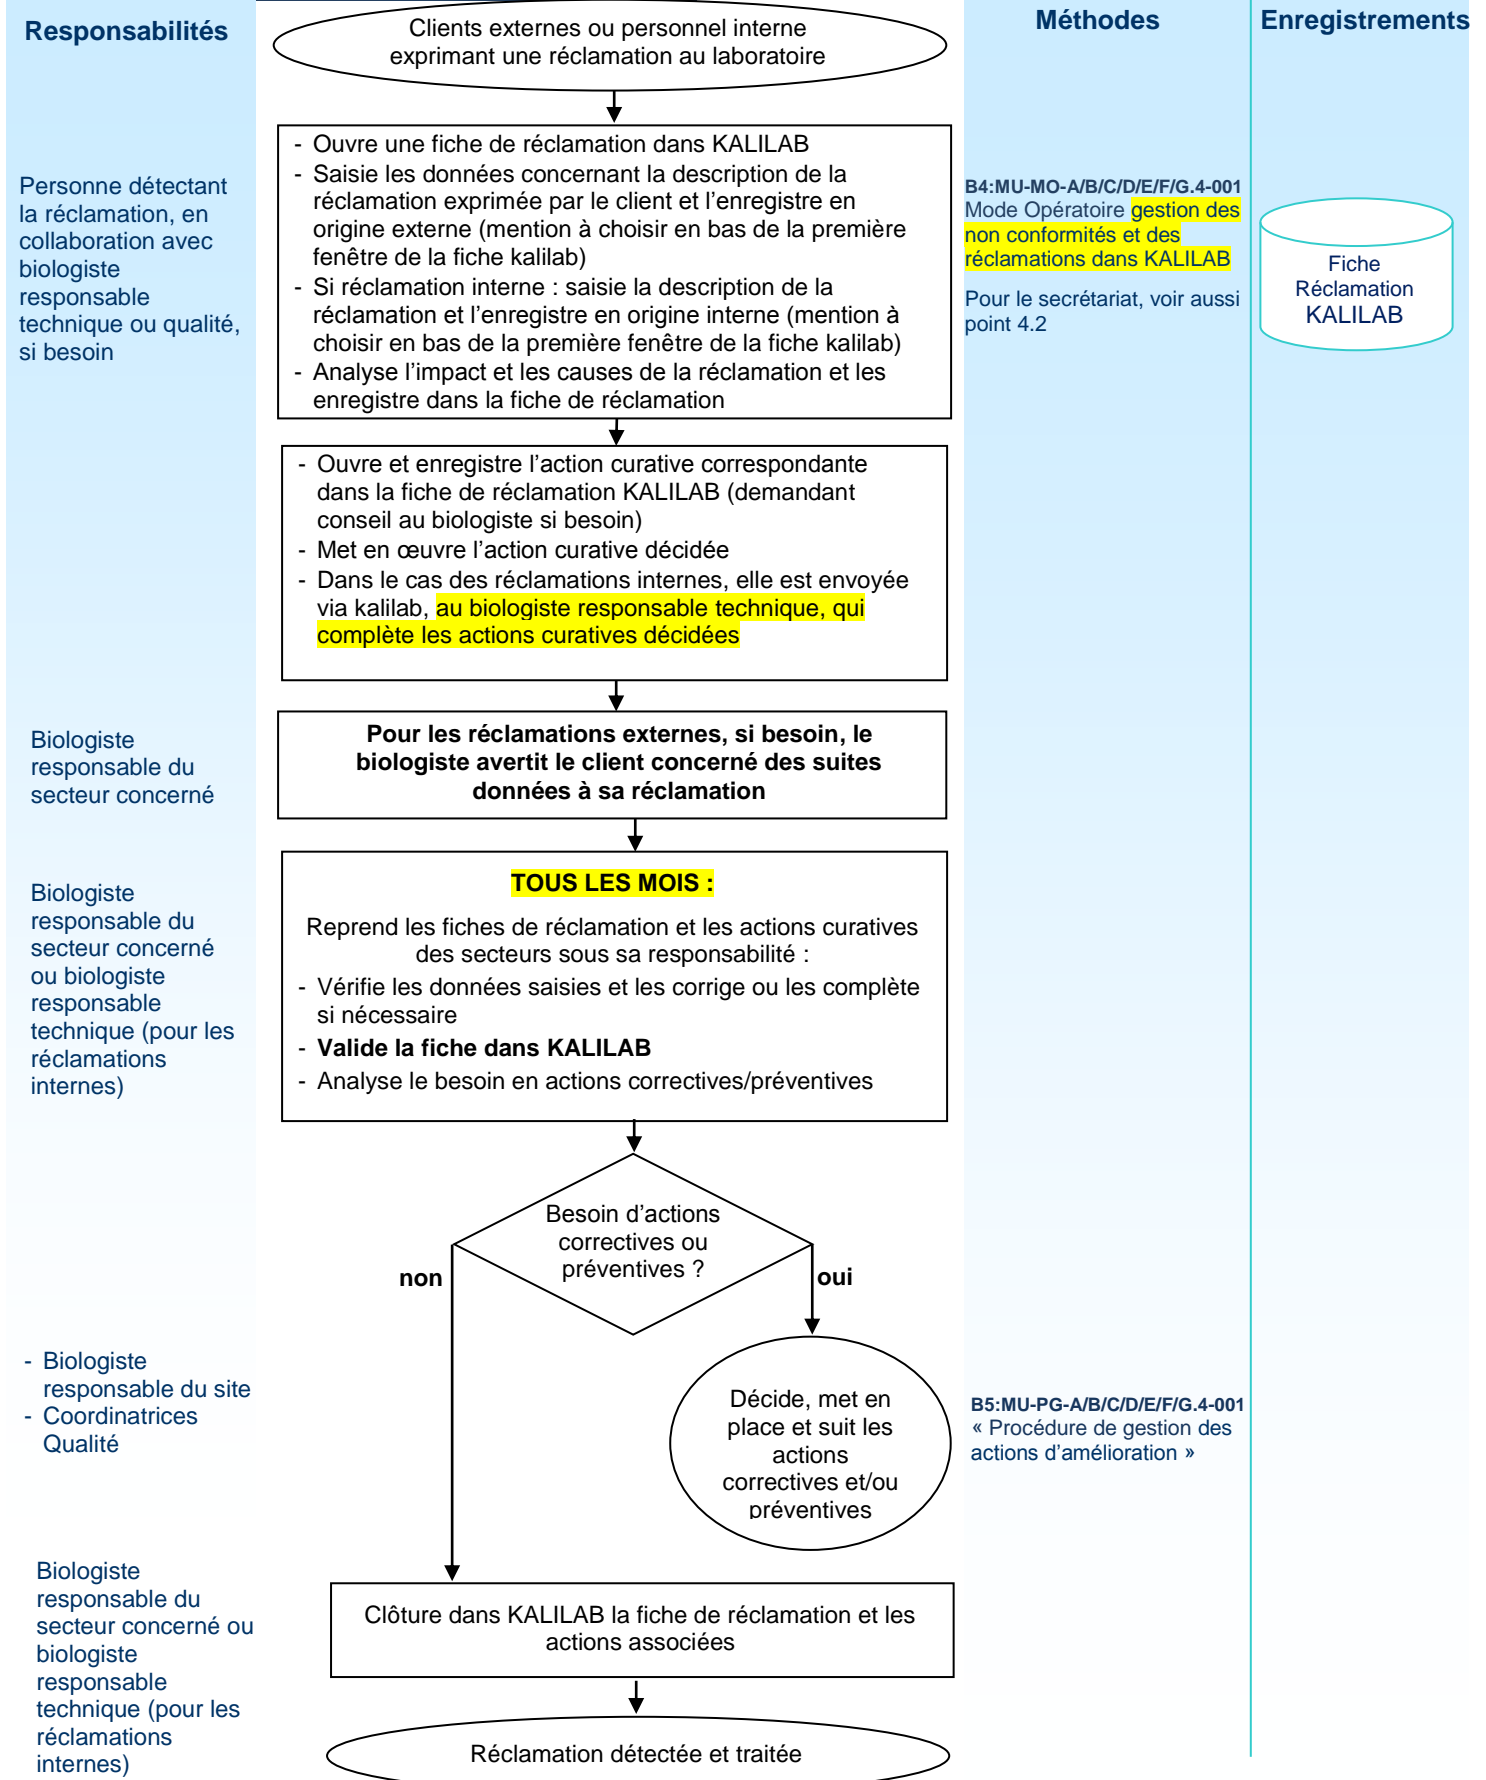 Responsabilités
Clients externes ou personnel interne
exprimant une réclamation au laboratoire
Méthodes
Enregistrements
Personne détectant
la réclamation, en
collaboration avec
biologiste
responsable
technique ou qualité,
si besoin
- Ouvre une fiche de réclamation dans KALILAB
- Saisie les données concernant la description de la
réclamation exprimée par le client et l’enregistre en
origine externe (mention à choisir en bas de la première
fenêtre de la fiche kalilab)
- Si réclamation interne : saisie la description de la
réclamation et l’enregistre en origine interne (mention à
choisir en bas de la première fenêtre de la fiche kalilab)
- Analyse l’impact et les causes de la réclamation et les
enregistre dans la fiche de réclamation
B4:MU-MO-A/B/C/D/E/F/G.4-001
Mode Opératoire gestion des
non conformités et des
réclamations dans KALILAB
Pour le secrétariat, voir aussi
point 4.2
Fiche
Réclamation
KALILAB
- Ouvre et enregistre l’action curative correspondante
dans la fiche de réclamation KALILAB (demandant
conseil au biologiste si besoin)
- Met en œuvre l’action curative décidée
- Dans le cas des réclamations internes, elle est envoyée
via kalilab, au biologiste responsable technique, qui
complète les actions curatives décidées
Biologiste
responsable du
secteur concerné
Pour les réclamations externes, si besoin, le
biologiste avertit le client concerné des suites
données à sa réclamation
Biologiste
responsable du
secteur concerné
ou biologiste
responsable
technique (pour les
réclamations
internes)
TOUS LES MOIS :
Reprend les fiches de réclamation et les actions curatives
des secteurs sous sa responsabilité :
- Vérifie les données saisies et les corrige ou les complète
si nécessaire
- Valide la fiche dans KALILAB
- Analyse le besoin en actions correctives/préventives
Besoin d’actions
correctives ou
préventives ?
non
oui
- Biologiste
responsable du site
- Coordinatrices
Qualité
Décide, met en
place et suit les
actions
correctives et/ou
préventives
B5:MU-PG-A/B/C/D/E/F/G.4-001
« Procédure de gestion des
actions d’amélioration »
Biologiste
responsable du
secteur concerné ou
biologiste
responsable
technique (pour les
réclamations
internes)
Clôture dans KALILAB la fiche de réclamation et les
actions associées
Réclamation détectée et traitée